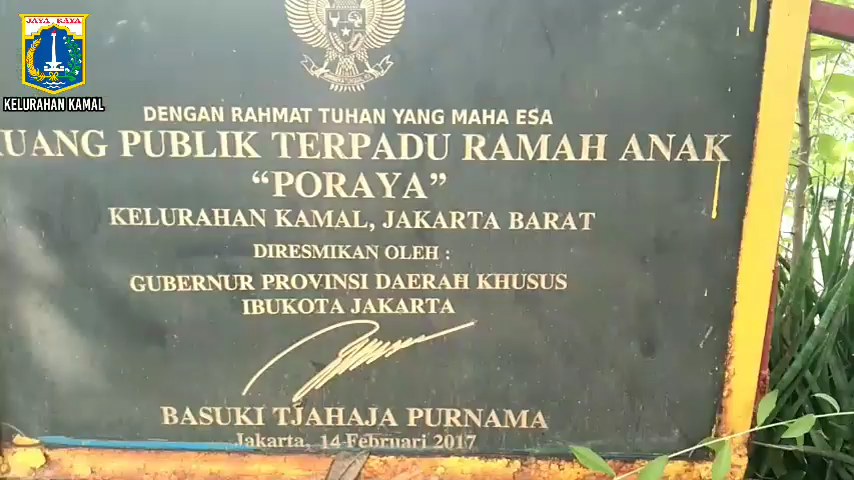 JAYA RAYA
KELURAHAN KAMAL
DENGAN RAHMAT TUHAN YANG MAHA ESA
PUBLIK TERPADU RAMAH ANAK
“PORAYA”
KELURAHAN KAMAL, JAKARTA BARAT
DIRESMIKAN OLEH :
GUBERNUR PROVINSI DAERAH KHUSUS
IBUKOTA JAKARTA
BASUKI TJAHAJA PURNAMA
Jakarta, 14 Februari 2017